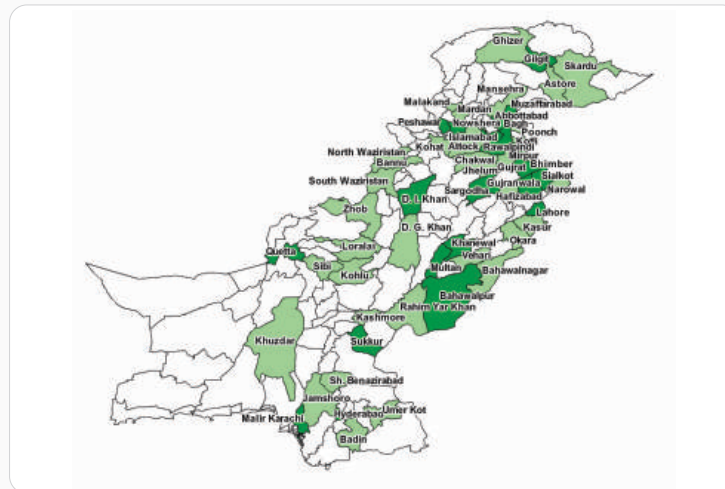 Ghizer
Gilgit
Skardu
Astore
Mansehra
Malakand
Muzaffarabad
Mardan
Abbottabad
Peshawar
Nowshera
Bagh
Poonch
Islamabad
Kotli
Kohat
Attock
Rawalpindi
North Waziristan
Mirpur
Bannu
Chakwal
Bhimber
Jhelum
Gujrat
South Waziristan
Sialkot
Gujranwala
Sargodha
Narowal
D. I. Khan
Hafizabad
Zhob
Lahore
D. G. Khan
Kasur
Okara
Khanewal
Loralai
Quetta
Vehari
Sibi
Multan
Bahawalnagar
Kohlu
Bahawalpur
Rahim Yar Khan
Kashmore
Khuzdar
Sukkur
Sh. Benazirabad
Jamshoro
Hyderabad
Umer Kot
Malir Karachi
Badin